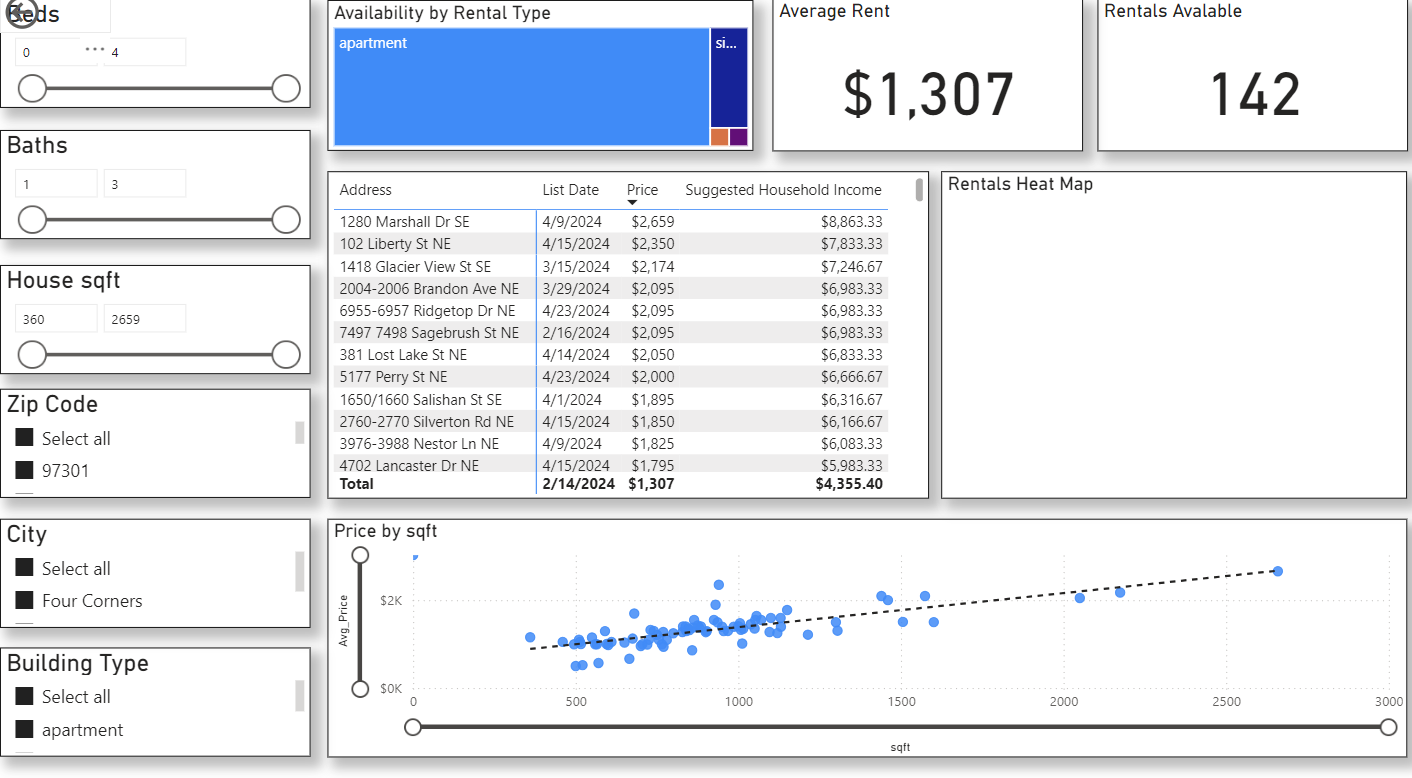 Beds
0
4
Baths
1
3
House sqft
360
2659
Zip Code
Select all
97301
City
Select all
Four Corners
Building Type
Select all
apartment
Availability by Rental Type
apartment
si...
Average Rent
$1,307
Rentals Avalable
142
Address List Date Price Suggested Household Income
1280 Marshall Dr SE 4/9/2024 $2,659 $8,863.33
102 Liberty St NE 4/15/2024 $2,350 $7,833.33
1418 Glacier View St SE 3/15/2024 $2,174 $7,246.67
2004-2006 Brandon Ave NE 3/29/2024 $2,095 $6,983.33
6955-6957 Ridgetop Dr NE 4/23/2024 $2,095 $6,983.33
7497 7498 Sagebrush St NE 2/16/2024 $2,095 $6,983.33
381 Lost Lake St NE 4/14/2024 $2,050 $6,833.33
5177 Perry St NE 4/23/2024 $2,000 $6,666.67
1650/1660 Salishan St SE 4/1/2024 $1,895 $6,316.67
2760-2770 Silverton Rd NE 4/15/2024 $1,850 $6,166.67
3976-3988 Nestor Ln NE 4/9/2024 $1,825 $6,083.33
4702 Lancaster Dr NE 4/15/2024 $1,795 $5,983.33
Total 2/14/2024 $1,307 $4,355.40
Rentals Heat Map
Price by sqft
Avg_Price
$2K
$0K
0 500 1000 1500 2000 2500 3000
sqft